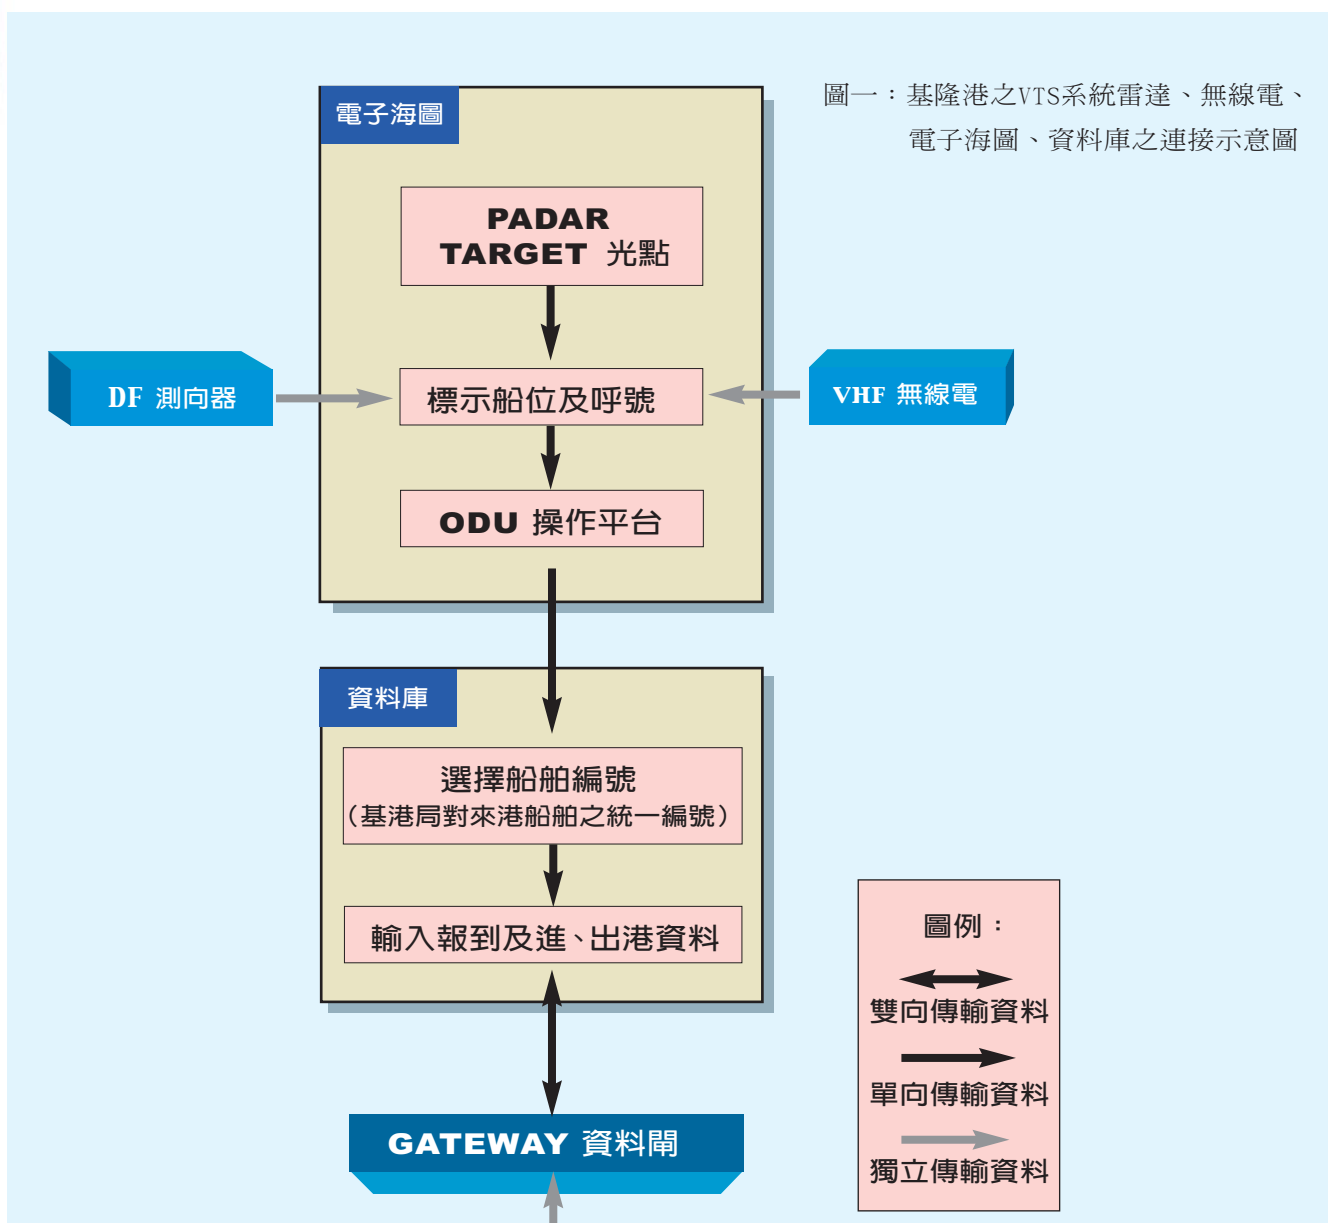 圖一：基隆港之VTS系統雷達、無線電、
電子海圖、資料庫之連接示意圖
電子海圖
PADAR
TARGET 光點
DF 測向器
標示船位及呼號
VHF 無線電
ODU 操作平台
資料庫
選擇船舶編號
（基港局對來港船舶之統一編號）
輸入報到及進、出港資料
GATEWAY 資料閘
圖例：
雙向傳輸資料
單向傳輸資料
獨立傳輸資料